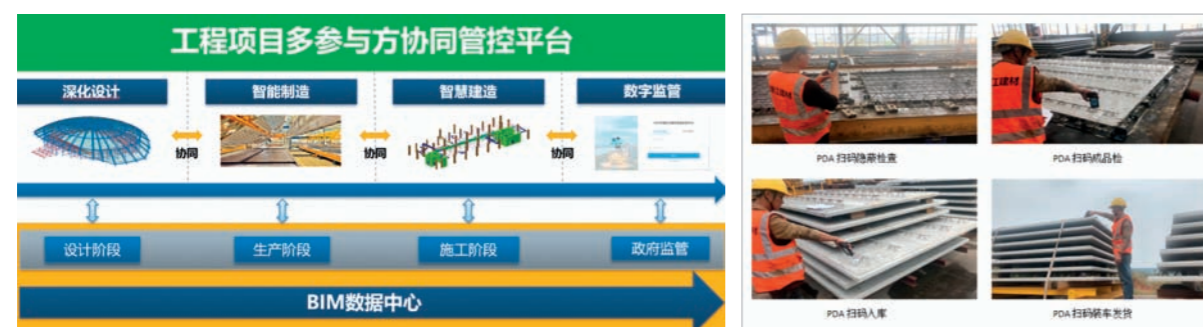 工程项目多参与方协同管控平台
深化设计
智能制造
智慧建造
数字监管
协同
协同
协同
设计阶段
生产阶段
施工阶段
政府监管
BIM数据中心
PDA 扫码隐蔽检查
PDA 扫码成品检
PDA 扫码入库
PDA 扫码装车发货